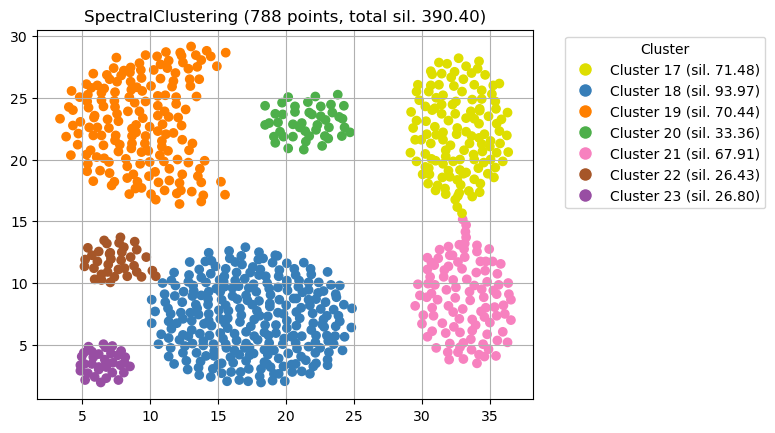 SpectralClustering (788 points, total sil. 390.40)
Cluster
Cluster 17 (sil. 71.48)
Cluster 18 (sil. 93.97)
Cluster 19 (sil. 70.44)
Cluster 20 (sil. 33.36)
Cluster 21 (sil. 67.91)
Cluster 22 (sil. 26.43)
Cluster 23 (sil. 26.80)
30
25
20
15
10
5
5 10 15 20 25 30 35